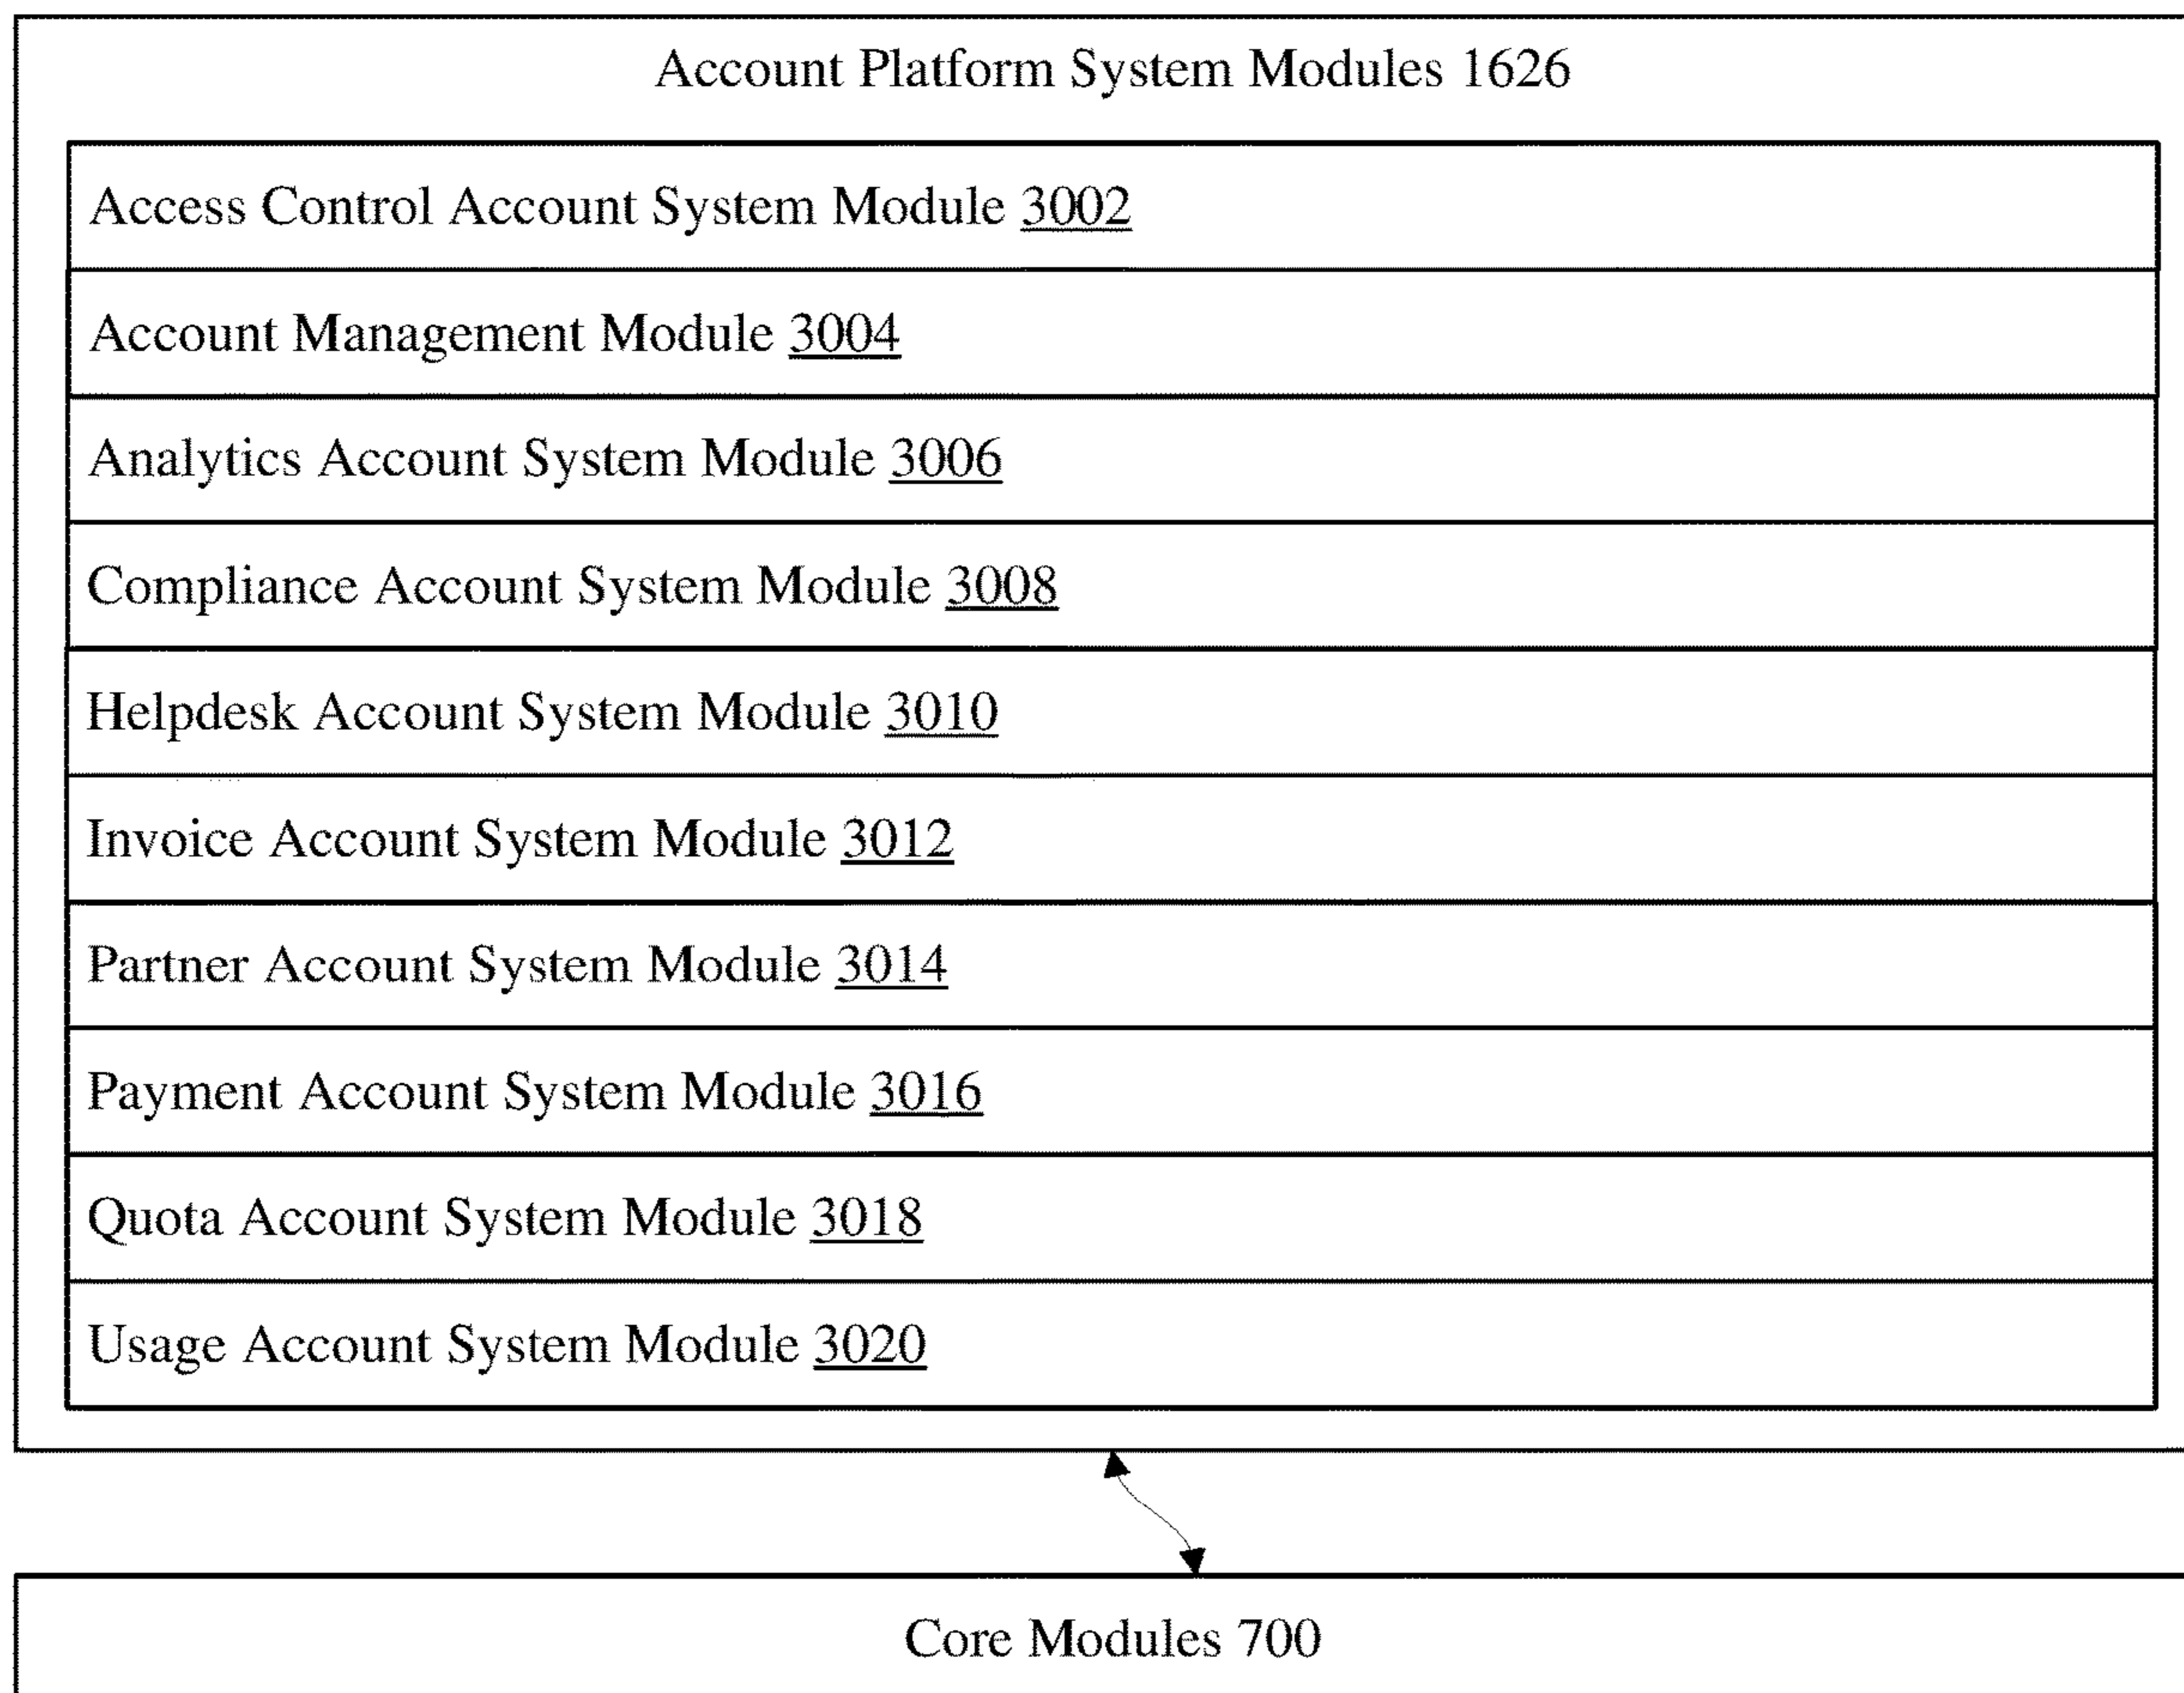 Account Platform System Modules 1626
Access Control Account System Module 3002
Account Management Module 3004
Analytics Account System Module 3006
Compliance Account System Module 3008
Helpdesk Account System Module 3010
Invoice Account System Module 3012
Partner Account System Module 3014
Payment Account System Module 3016
Quota Account System Module 3018
Usage Account System Module 3020
Core Modules 700